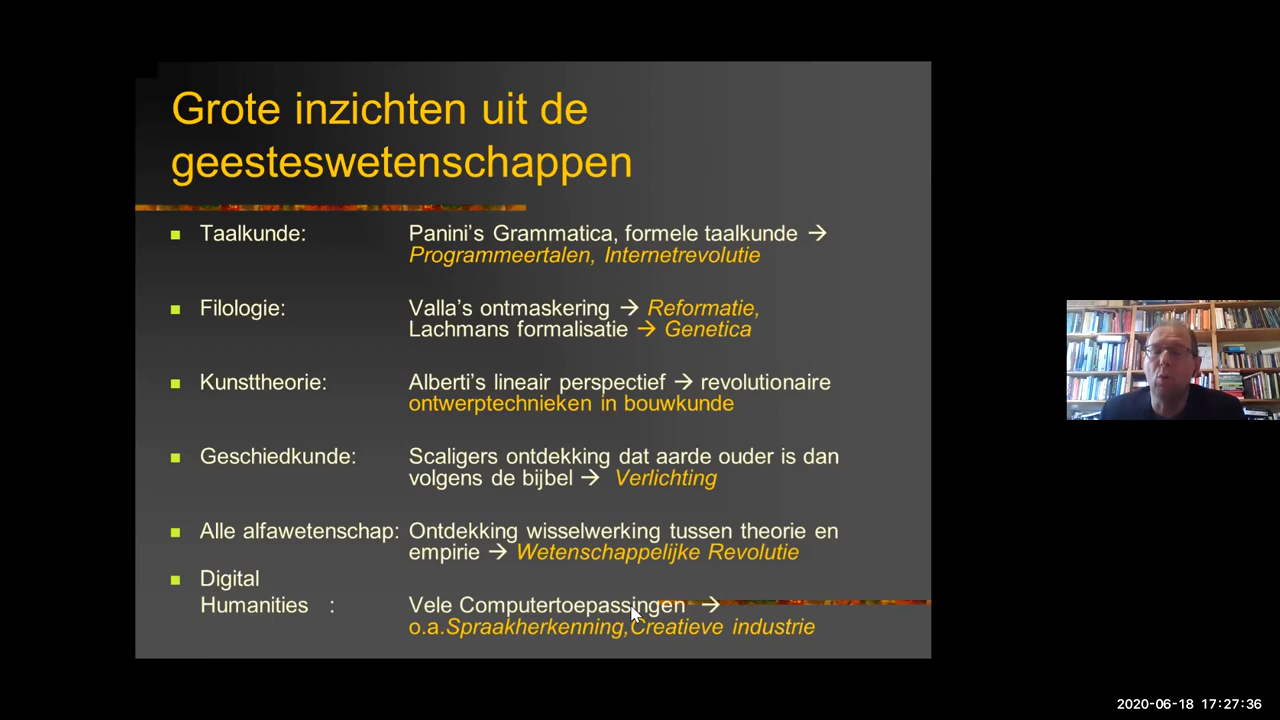 Grote inzichten uit de
geesteswetenschappen
Taalkunde: Panini's Grammatica, formele taalkunde →
Programmeertalen, Internetrevolutie
Filologie: Valla's ontmaskering → Reformatie,
Lachmans formalisatie → Genetica
Kunsttheorie: Alberti's lineair perspectief → revolutionaire
ontwerptechnieken in bouwkunde
Geschiedkunde: Scaligers ontdekking dat aarde ouder is dan
volgens de bijbel → Verlichting
Alle alfawetenschap: Ontdekking wisselwerking tussen theorie en
empirie → Wetenschappelijke Revolutie
Digital
Humanities : Vele Computertoepassingen →
o.a.Spraakherkenning,Creatieve industrie
2020-06-18 17:27:36